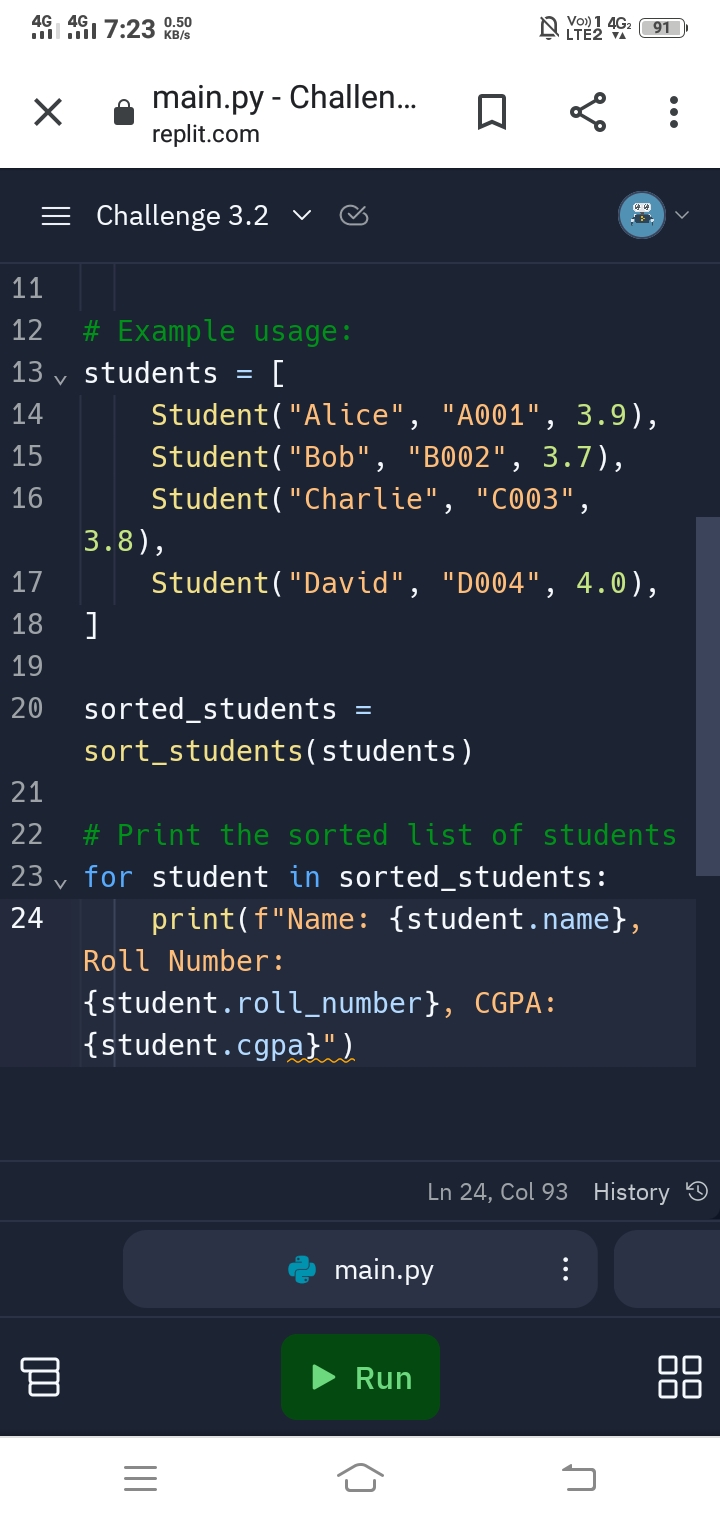 4G 4G 7:23 0.50 KB/s Vo)) 1 LTE2 4G2 91
main.py - Challen...
replit.com
Challenge 3.2
11
12 # Example usage:
13 students = [
14     Student("Alice", "A001", 3.9),
15     Student("Bob", "B002", 3.7),
16     Student("Charlie", "C003",
3.8),
17     Student("David", "D004", 4.0),
18 ]
19
20 sorted_students =
sort_students(students)
21
22 # Print the sorted list of students
23 for student in sorted_students:
24     print(f"Name: {student.name},
Roll Number:
{student.roll_number}, CGPA:
{student.cgpa}")
Ln 24, Col 93 History
main.py
Run